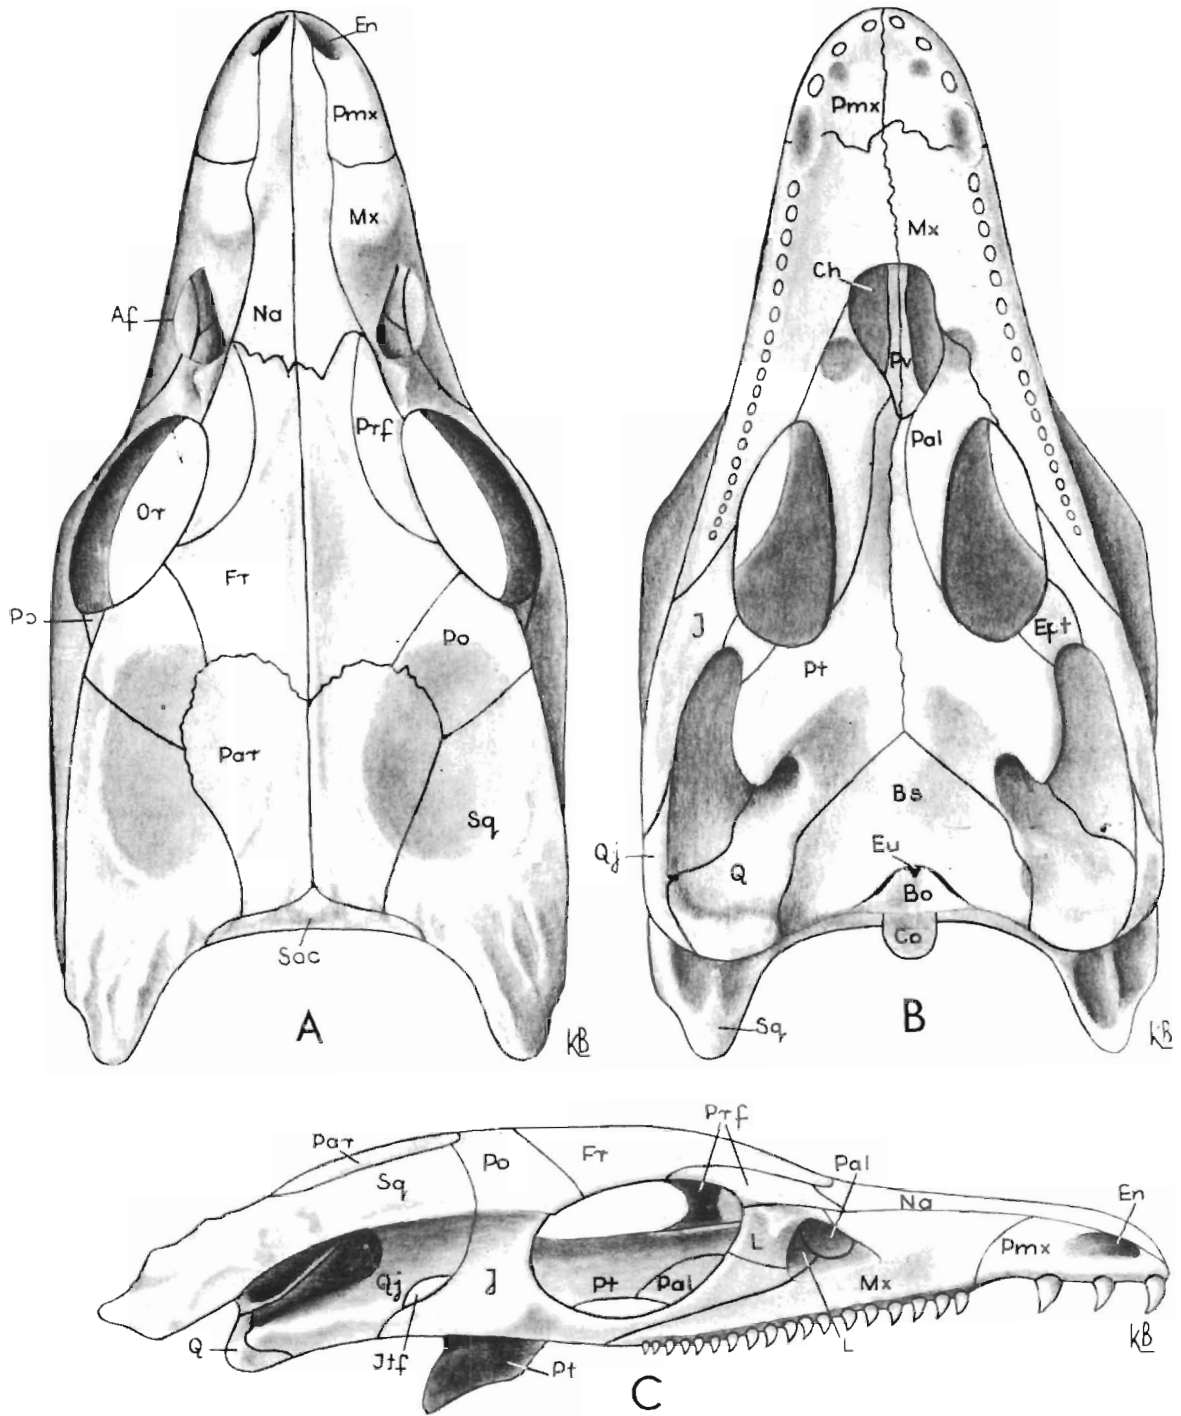 En
Pmx
Mx
Af
Na
Prf
Or
Fr
Po
Po
Par
Sq
Soc
A
KB
Pmx
Mx
Ch
Pv
Pal
J
Ept
Pt
Bs
Qj
Eu
Q
Bo
Co
Sq
B
KB
Prf
Par
Po
Fr
Pal
Sq
Na
En
L
Pmx
Qj
J
Pt
Pal
Mx
Q
Jtf
Pt
L
KB
C